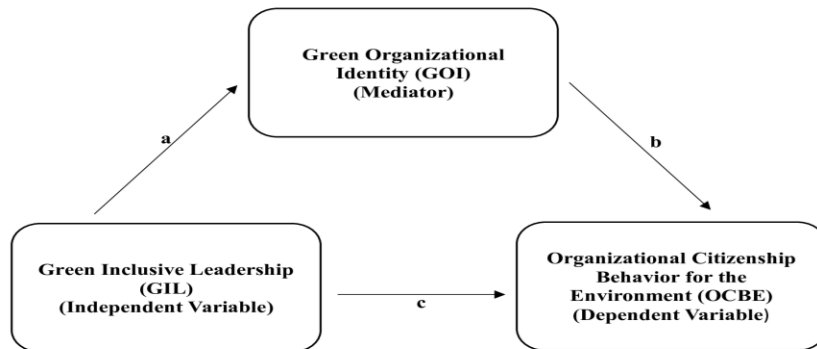 Green Organizational
Identity (GOI)
(Mediator)
a
b
Green Inclusive Leadership
(GIL)
(Independent Variable)
c
Organizational Citizenship
Behavior for the
Environment (OCBE)
(Dependent Variable)